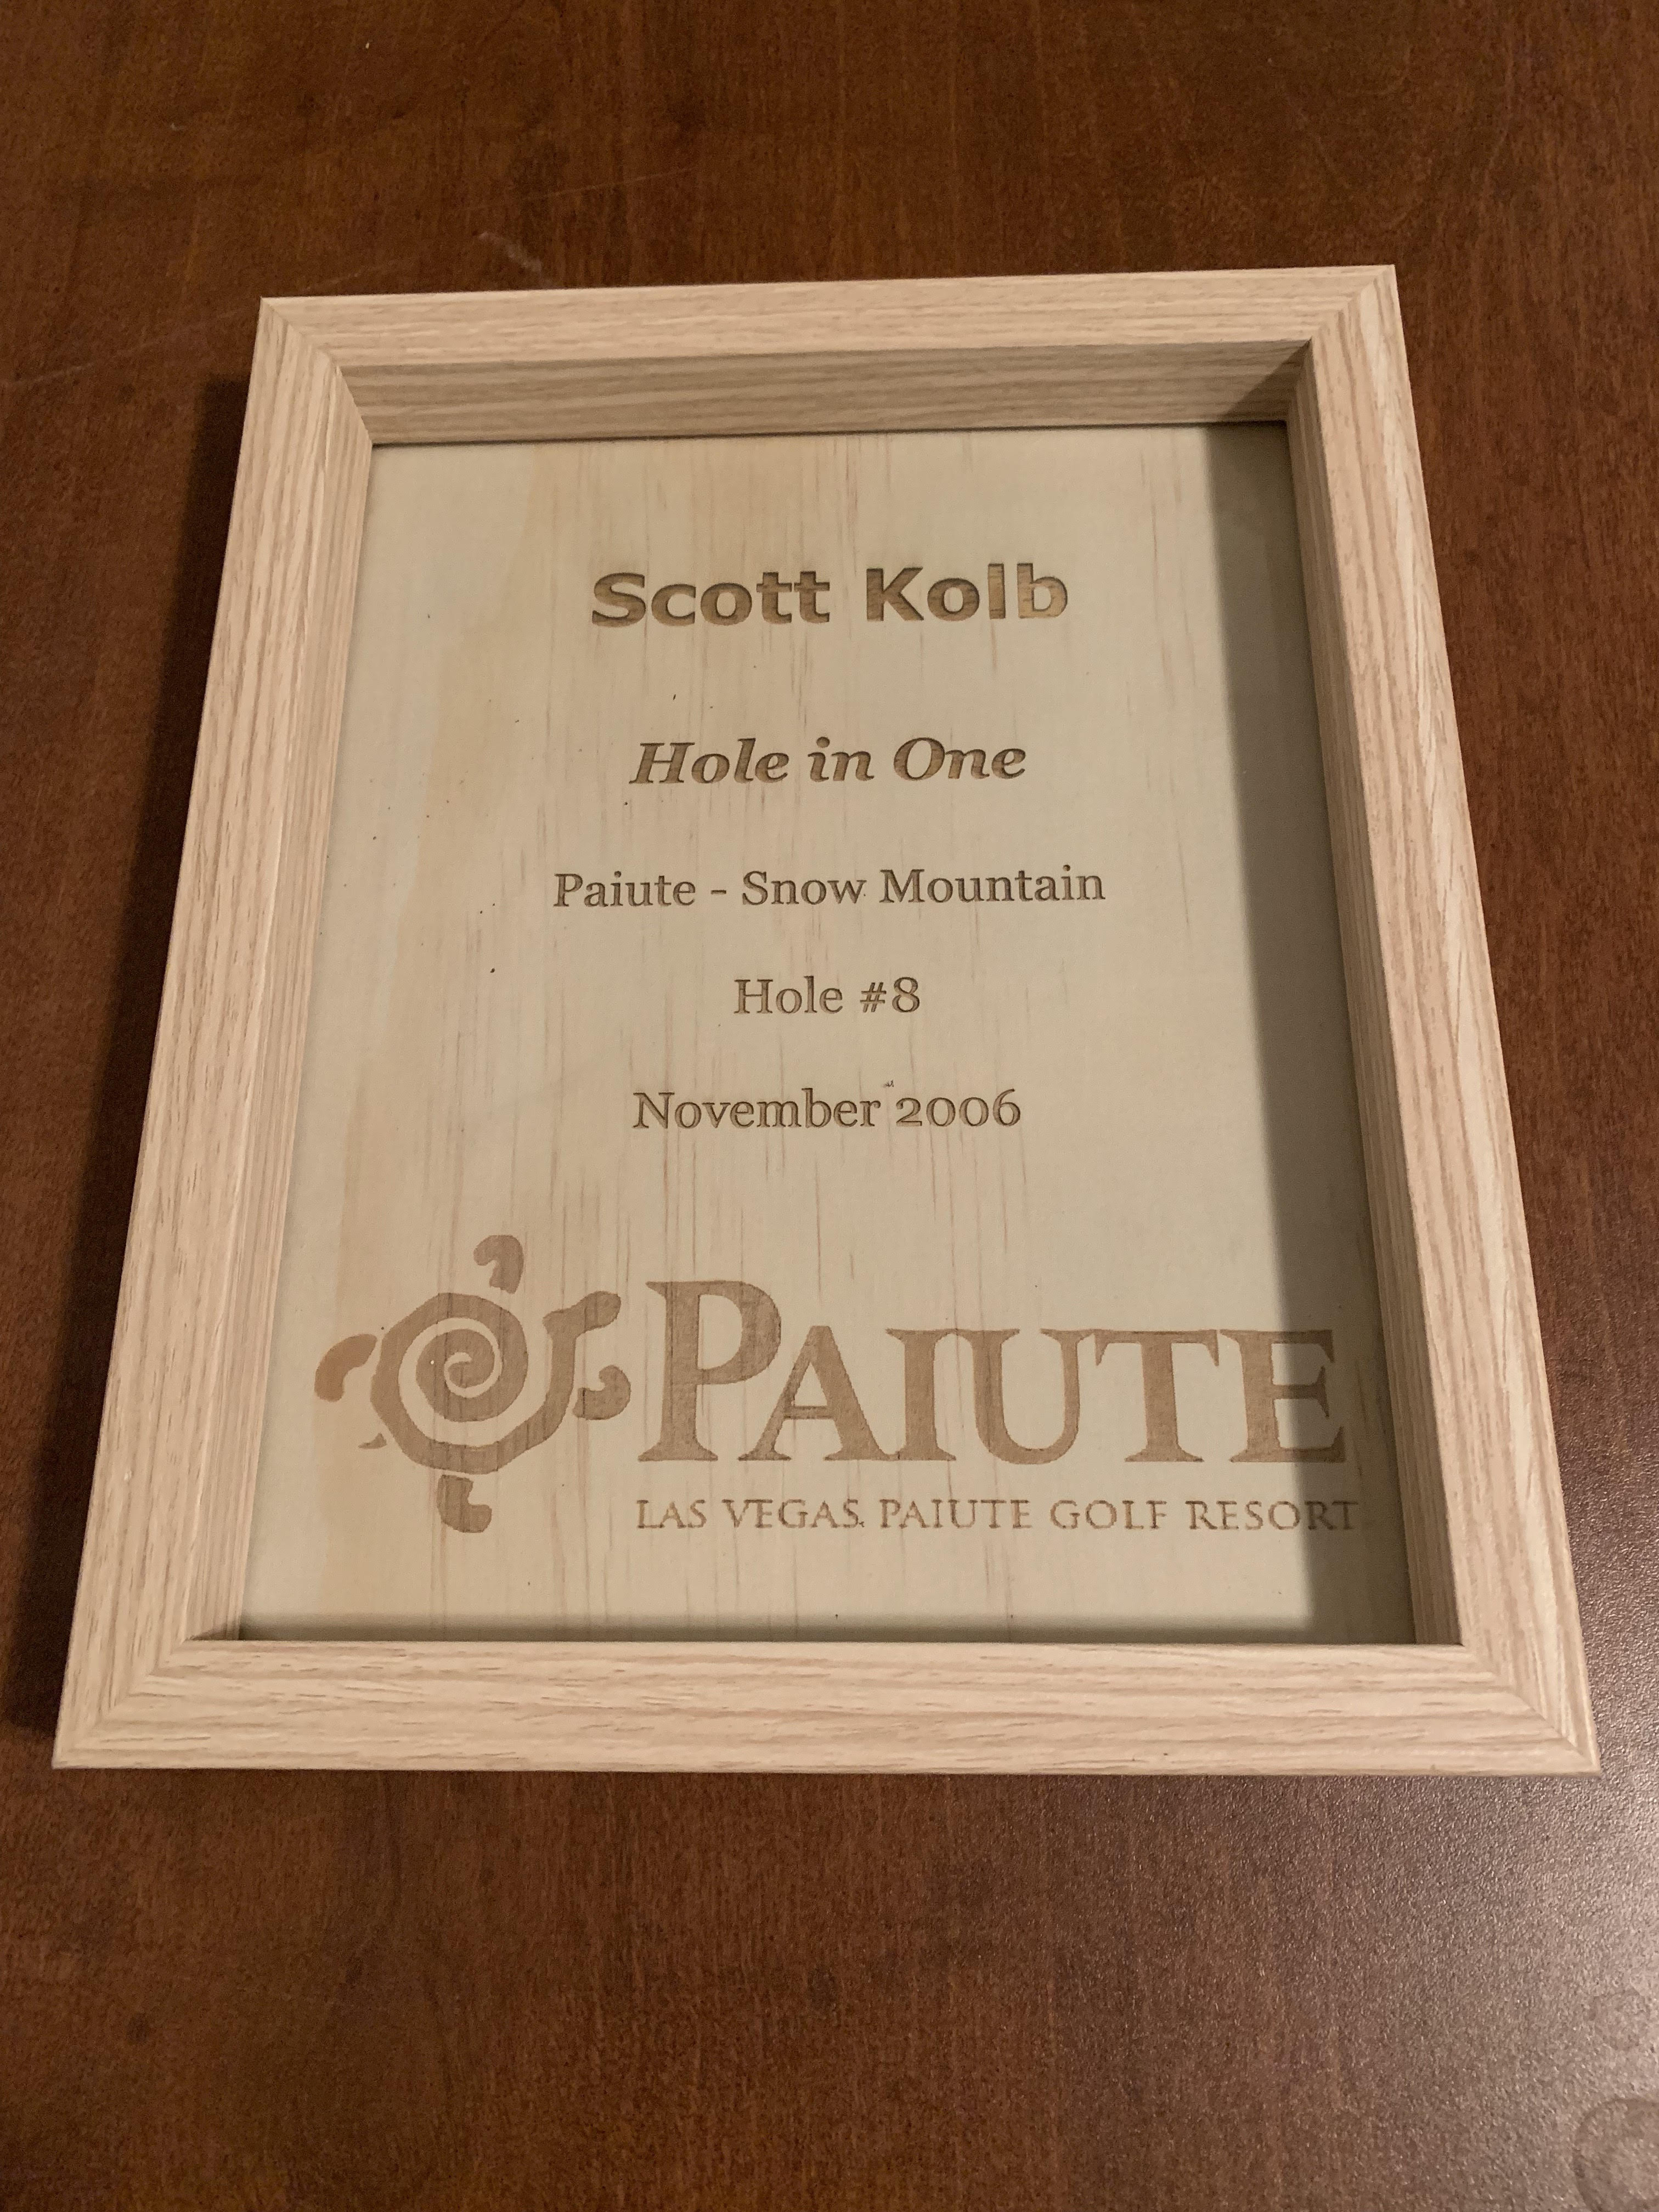 Scott Kolb
Hole in One
Paiute - Snow Mountain
Hole #8
November 2006
PAIUTE
LAS VEGAS PAIUTE GOLF RESORT